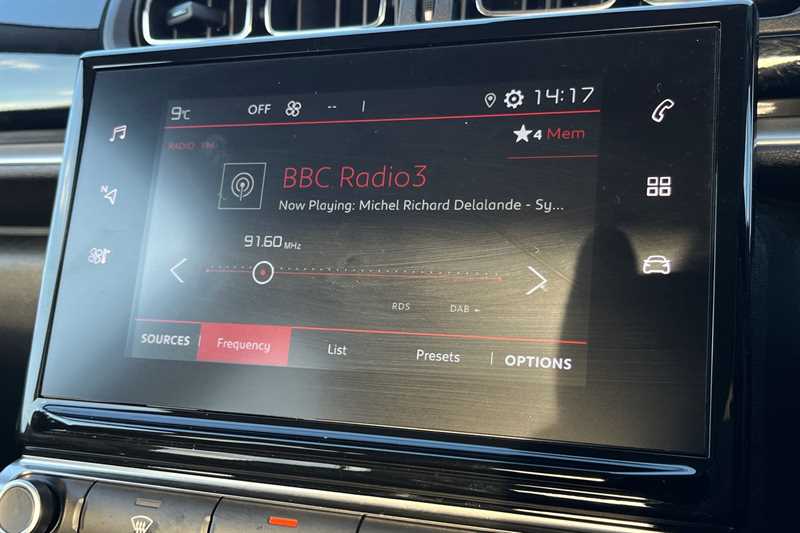 9°C OFF -- 14:17
4 Mem
RADIO FM
BBC Radio3
Now Playing: Michel Richard Delalande - Sy...
N
91.60 MHz
RDS DAB
SOURCES Frequency List Presets OPTIONS